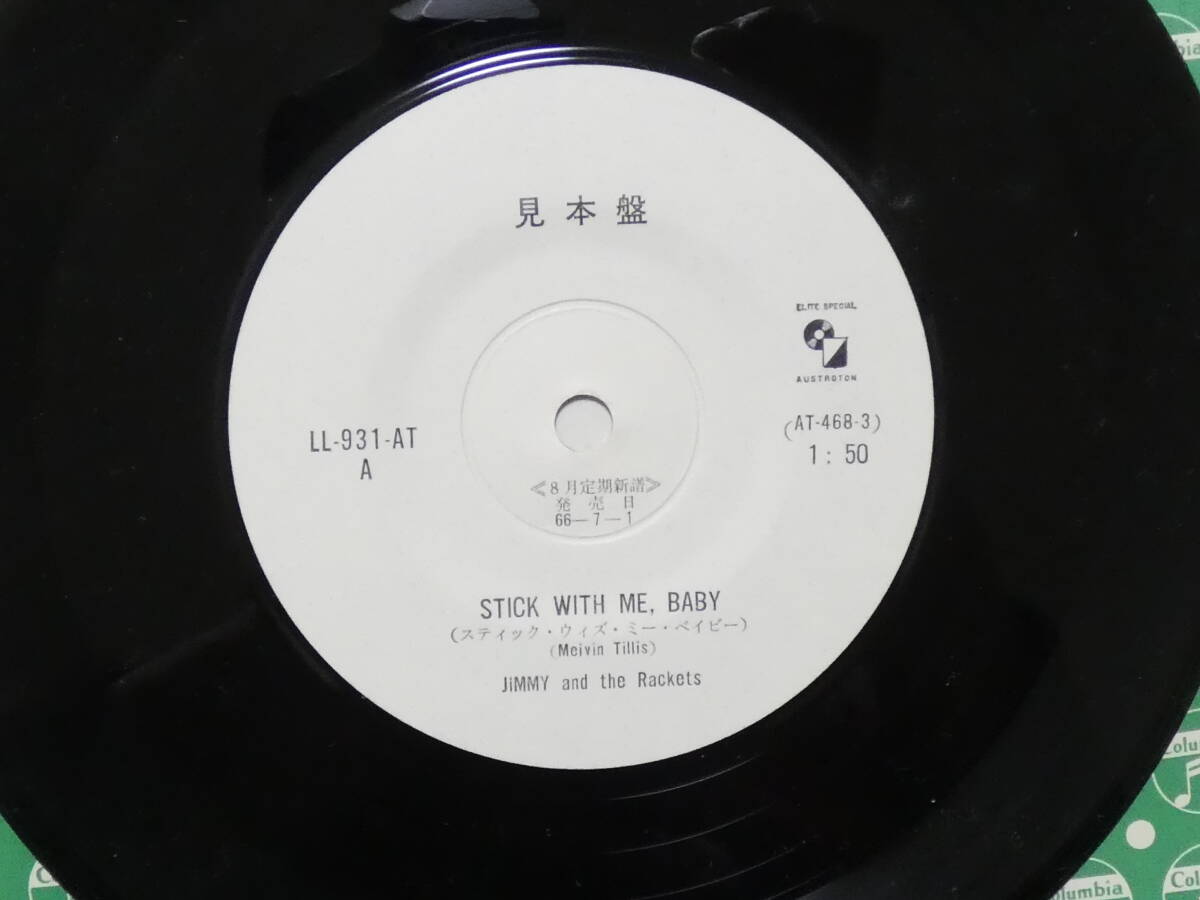 見本盤
ELITE SPECIAL
AUSTROTON
LL-931-AT
A
(AT-468-3)
1:50
≪8月定期新譜≫
発売日
66-7-1
STICK WITH ME, BABY
(スティック・ウィズ・ミー・ベイビー)
(Meivin Tillis)
JiMMY and the Rackets
Columbia